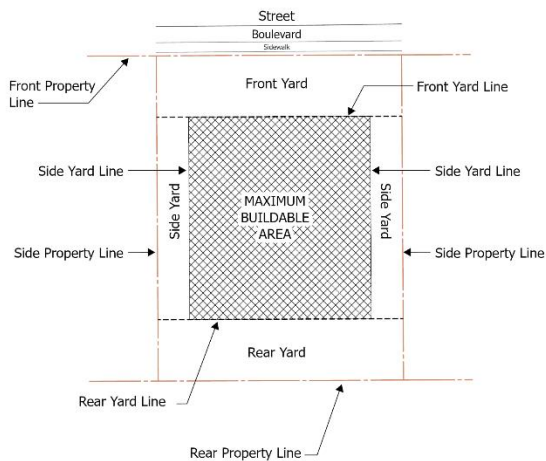 Street
Boulevard
Sidewalk
Front Property
Line
Front Yard
Front Yard Line
Side Yard Line
Side Yard
MAXIMUM
BUILDABLE
AREA
Side Yard
Side Yard Line
Side Property Line
Side Property Line
Rear Yard
Rear Yard Line
Rear Property Line